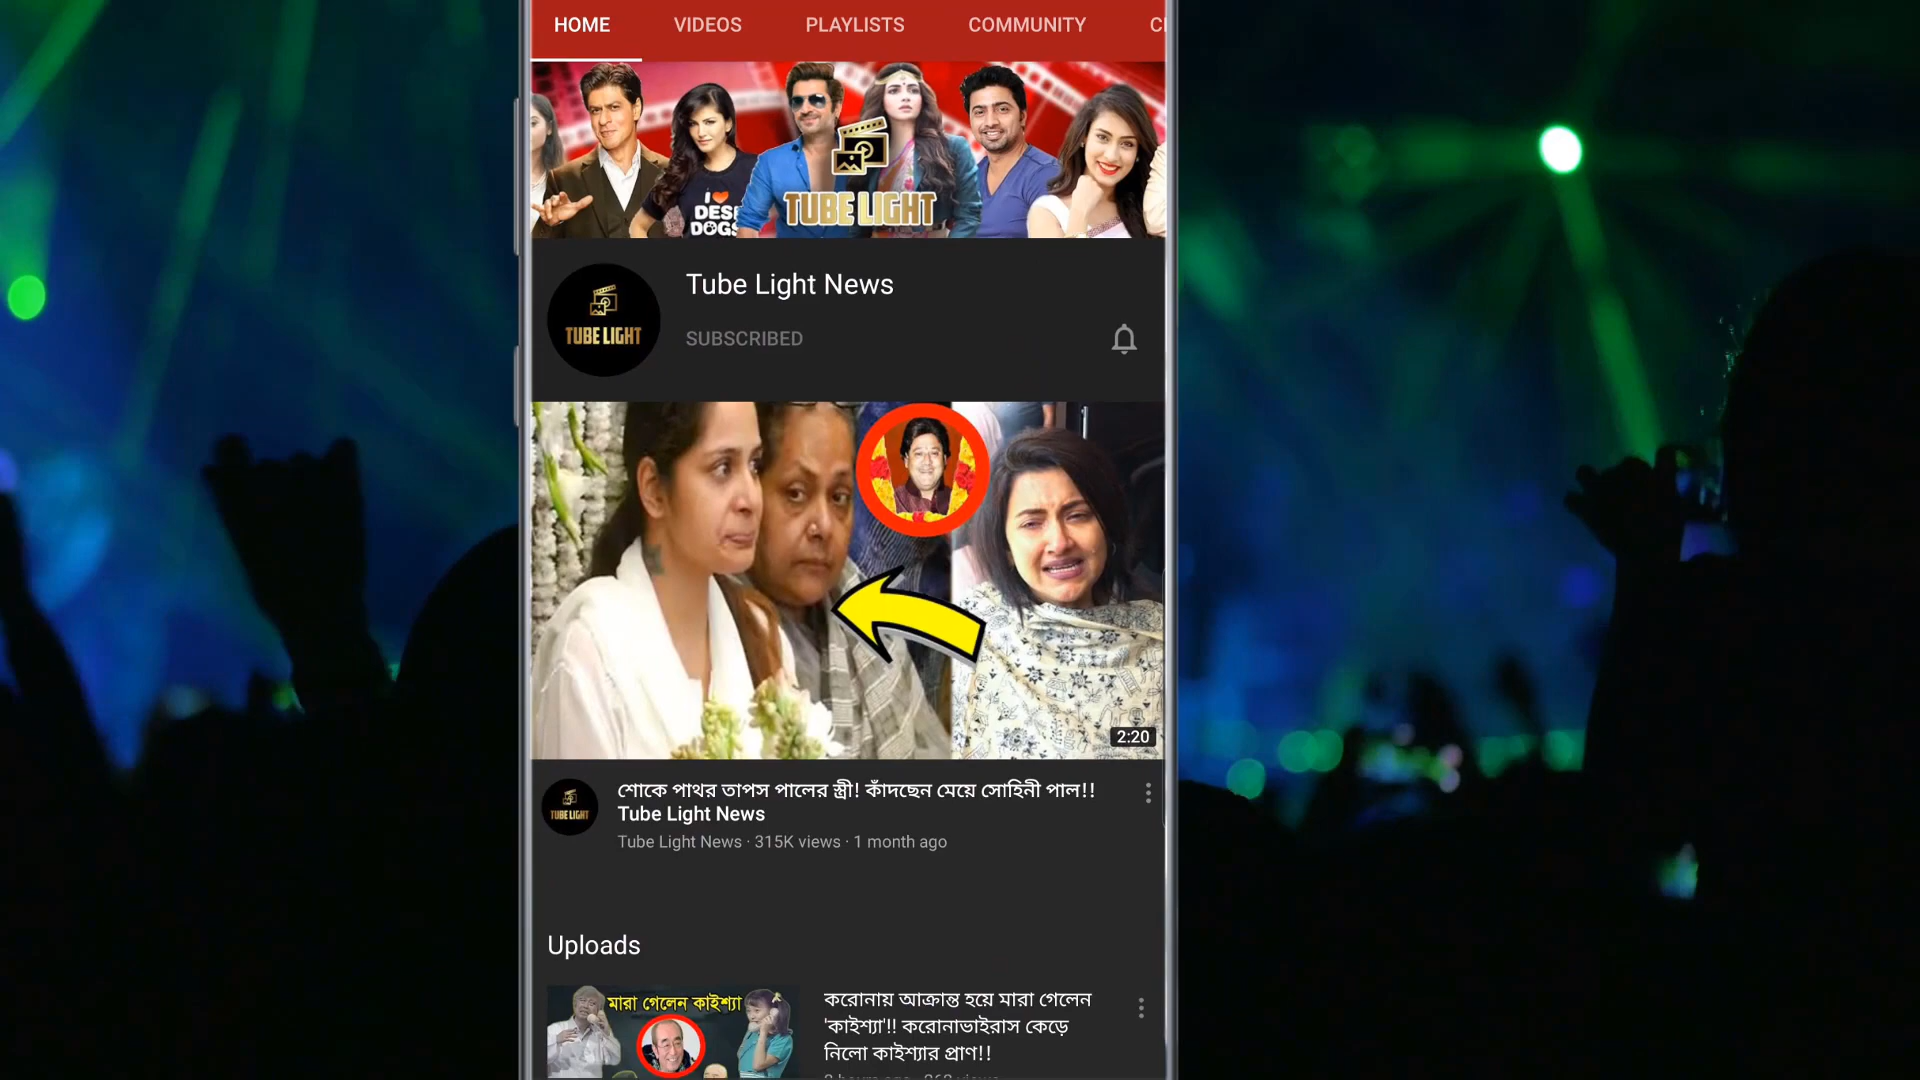 HOME VIDEOS PLAYLISTS COMMUNITY
I ❤ DESI DOGS
TUBE LIGHT
TUBE LIGHT
Tube Light News
SUBSCRIBED
2:20
TUBE LIGHT
শোকে পাথর তাপস পালের স্ত্রী! কাঁদছেন মেয়ে সোহিনী পাল!!
Tube Light News
Tube Light News · 315K views · 1 month ago
Uploads
মারা গেলেন কাইশ্যা
করোনায় আক্রান্ত হয়ে মারা গেলেন
'কাইশ্যা'!! করোনাভাইরাস কেড়ে
নিলো কাইশ্যার প্রাণ!!